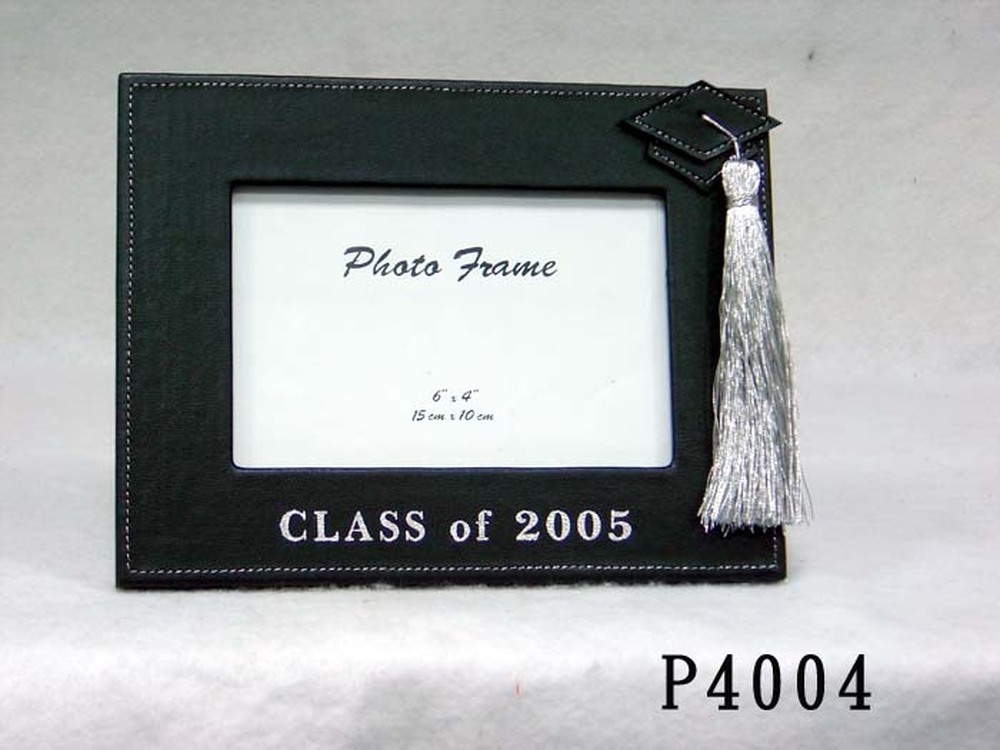 Photo Frame
6" x 4"
15 cm x 10 cm
CLASS of 2005
P4004